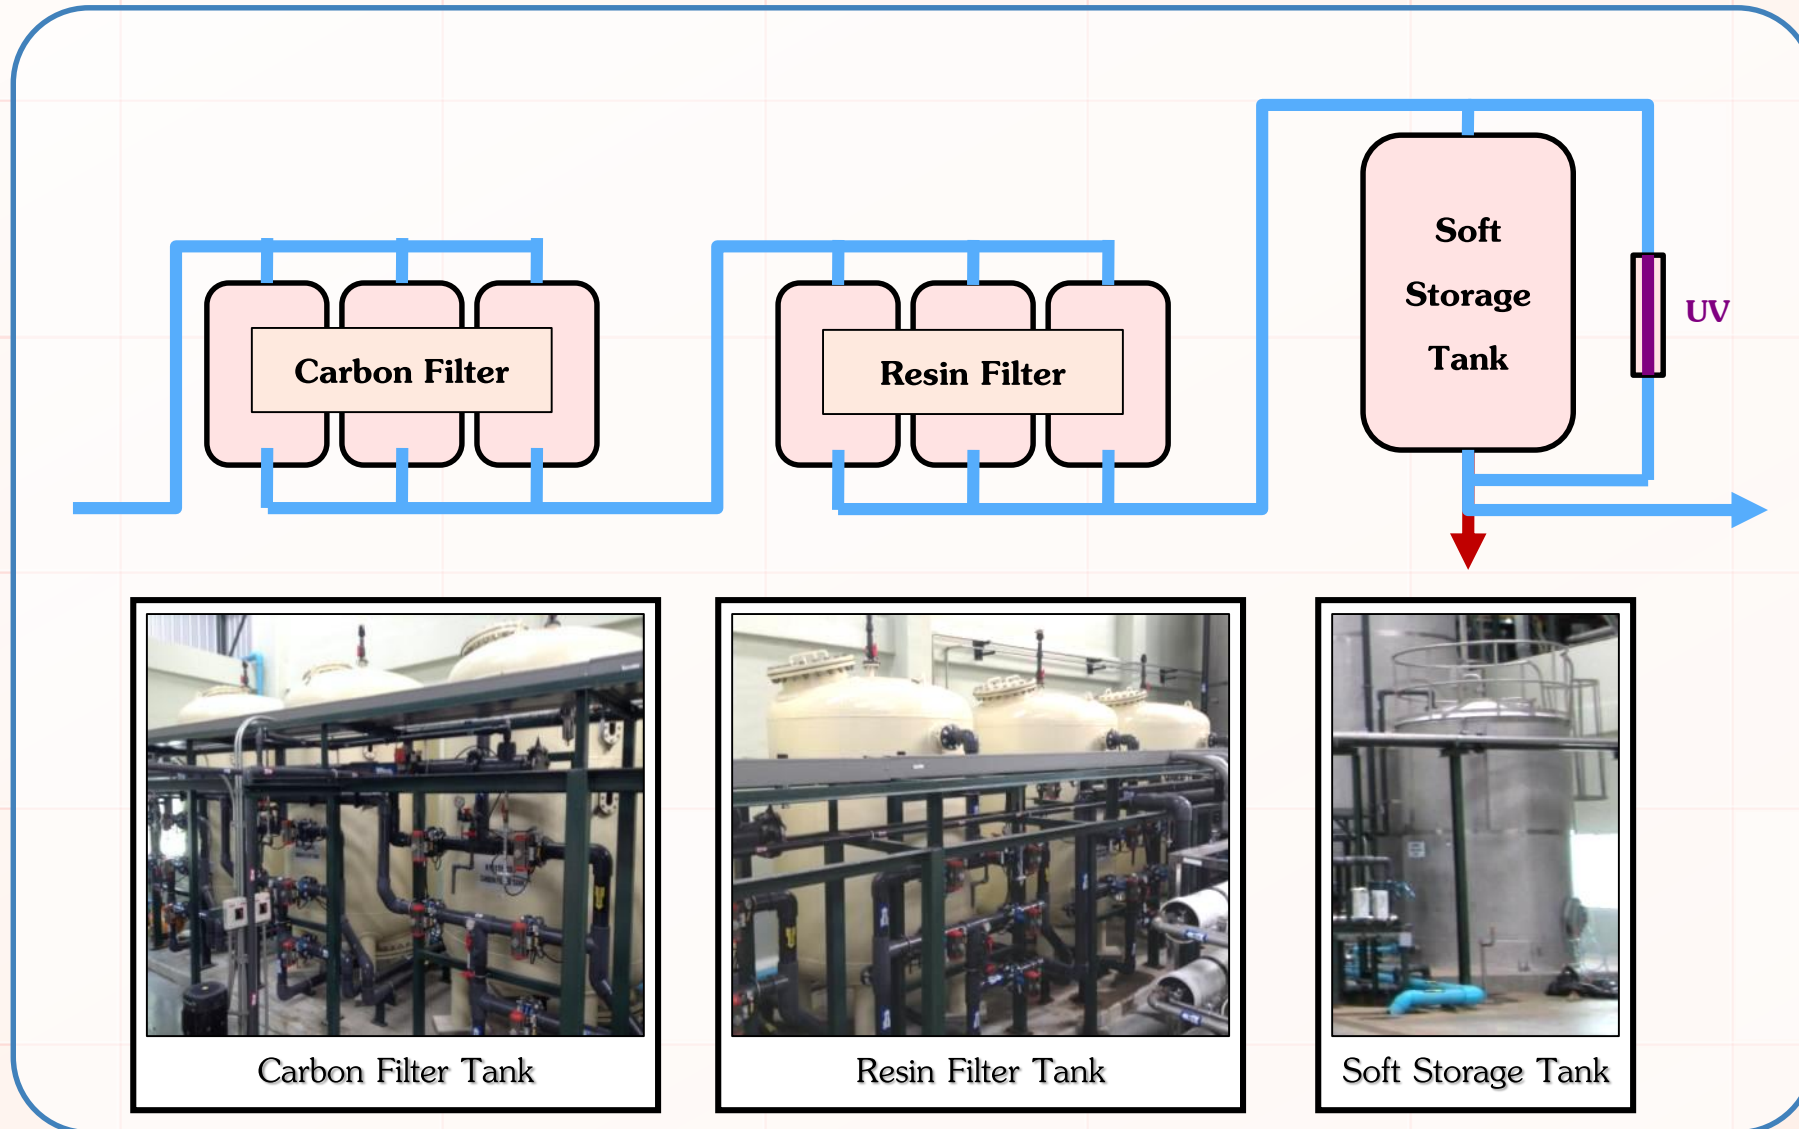 Carbon Filter
Resin Filter
Soft
Storage
Tank
UV
Carbon Filter Tank
Resin Filter Tank
Soft Storage Tank